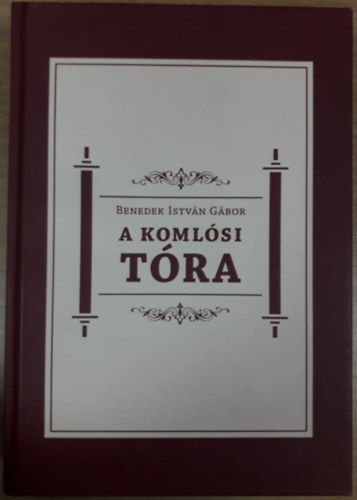 Benedek István Gábor
A KOMLÓSI
TÓRA